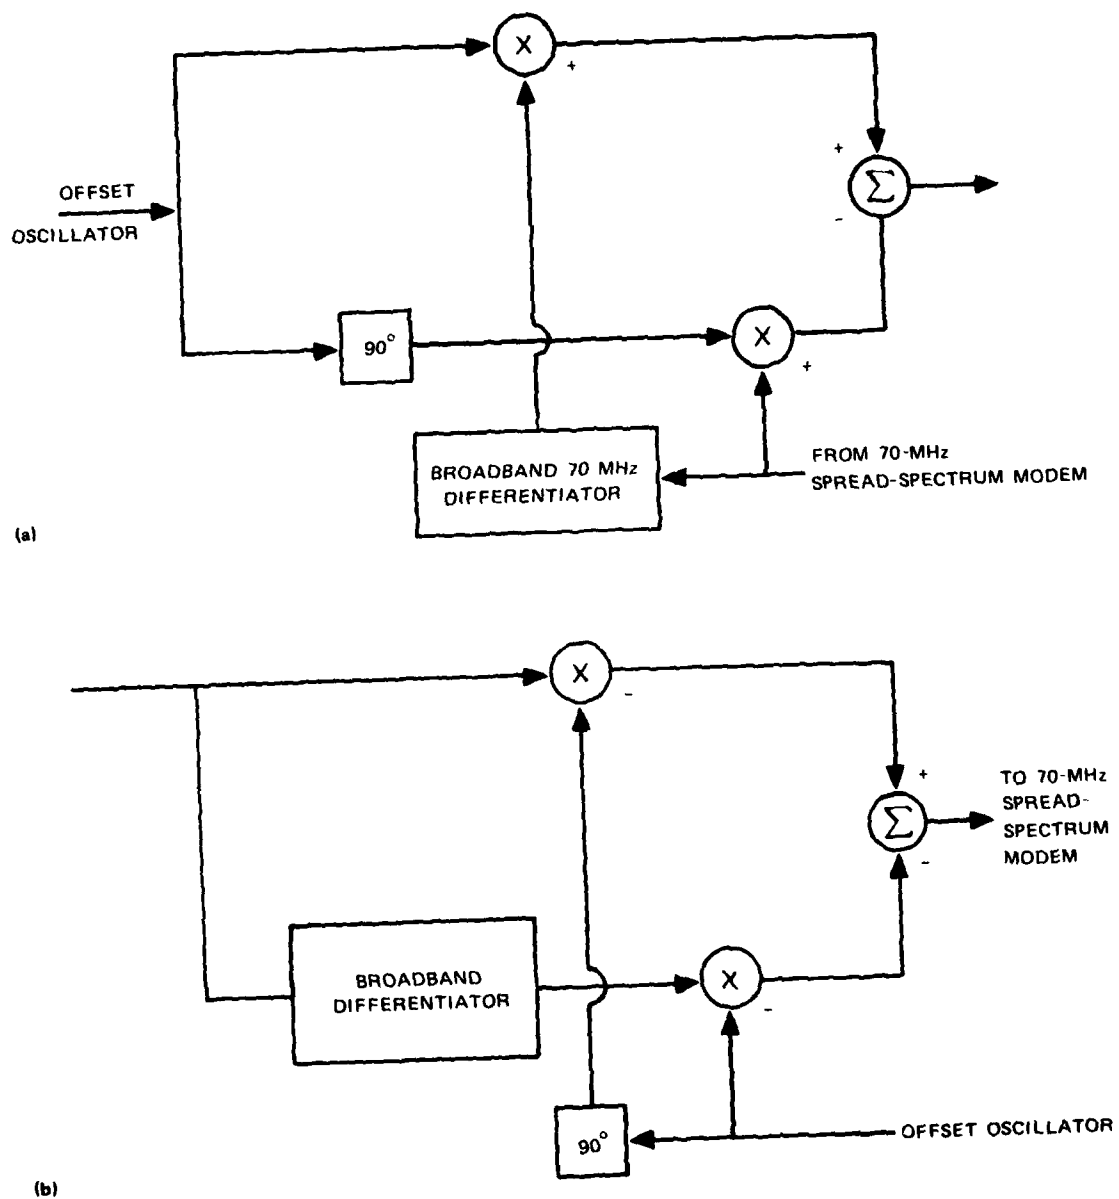 X
+
+
OFFSET
OSCILLATOR
Σ
-
90°
X
+
BROADBAND 70 MHz
DIFFERENTIATOR
FROM 70-MHz
SPREAD-SPECTRUM MODEM
(a)
X
-
+
TO 70-MHz
SPREAD-
SPECTRUM
MODEM
Σ
-
BROADBAND
DIFFERENTIATOR
X
-
90°
OFFSET OSCILLATOR
(b)